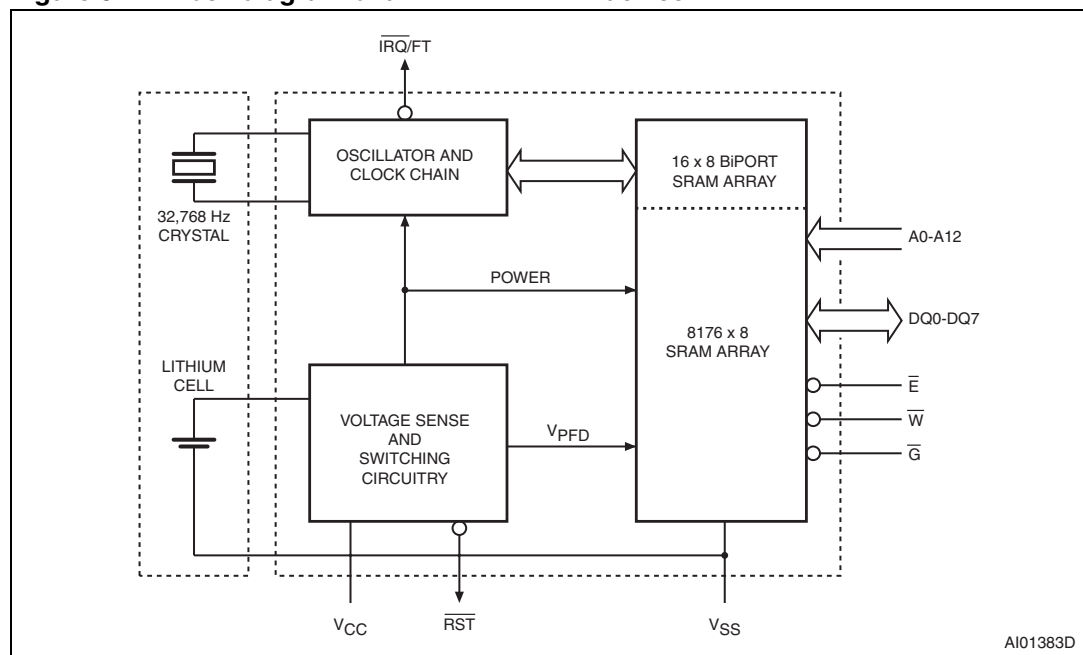 IRQ/FT
OSCILLATOR AND
CLOCK CHAIN
16 x 8 BiPORT
SRAM ARRAY
32,768 Hz
CRYSTAL
A0-A12
POWER
DQ0-DQ7
8176 x 8
SRAM ARRAY
LITHIUM
CELL
E
VOLTAGE SENSE
AND
SWITCHING
CIRCUITRY
VPFD
W
G
VCC
RST
VSS
AI01383D